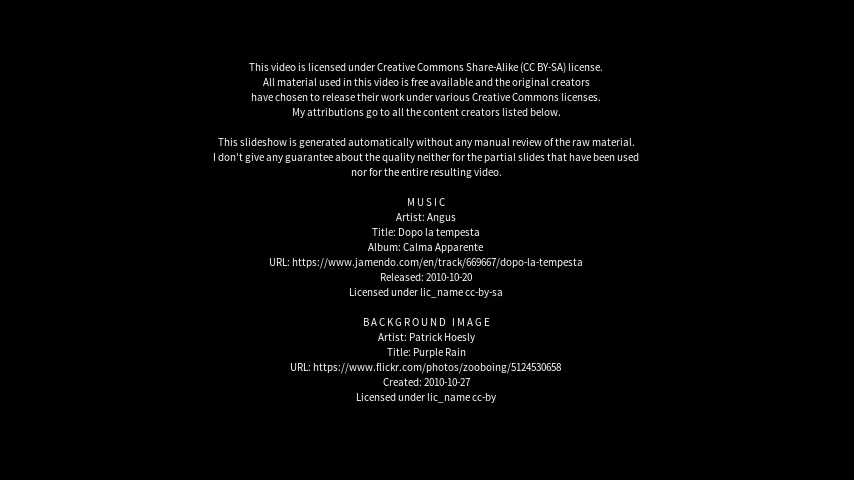 This video is licensed under Creative Commons Share-Alike (CC BY-SA) license.
All material used in this video is free available and the original creators
have chosen to release their work under various Creative Commons licenses.
My attributions go to all the content creators listed below.
This slideshow is generated automatically without any manual review of the raw material.
I don't give any guarantee about the quality neither for the partial slides that have been used
nor for the entire resulting video.
M U S I C
Artist: Angus
Title: Dopo la tempesta
Album: Calma Apparente
URL: https://www.jamendo.com/en/track/669667/dopo-la-tempesta
Released: 2010-10-20
Licensed under lic_name cc-by-sa
B A C K G R O U N D   I M A G E
Artist: Patrick Hoesly
Title: Purple Rain
URL: https://www.flickr.com/photos/zooboing/5124530658
Created: 2010-10-27
Licensed under lic_name cc-by